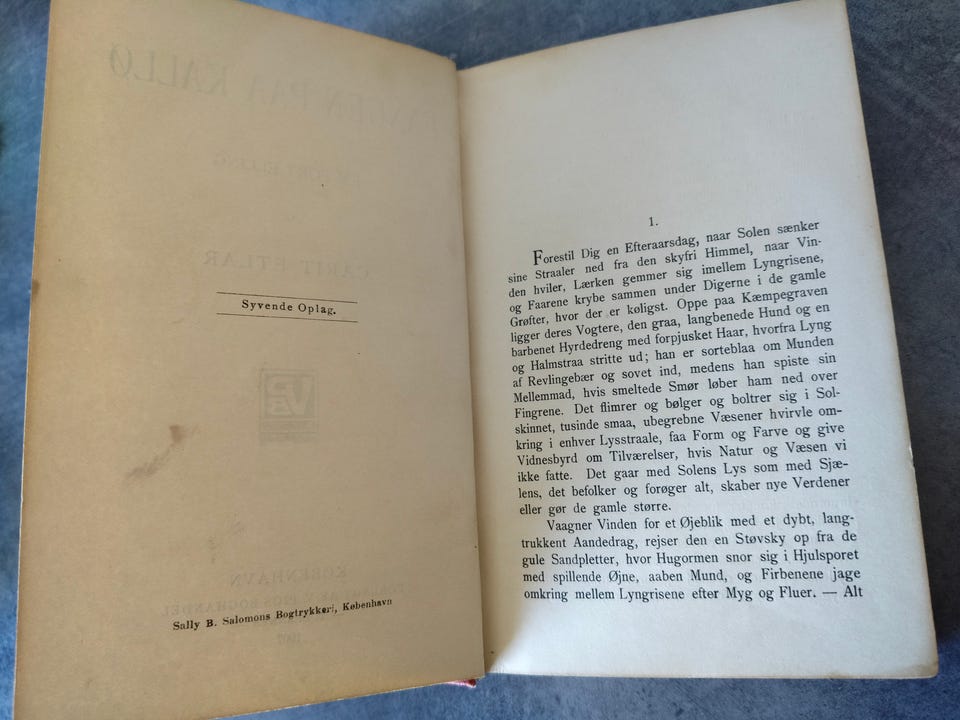 Syvende Oplag.
Sally B. Salomons Bogtrykkeri, København
1.
Forestil Dig en Efteraarsdag, naar Solen sænker
sine Straaler ned fra den skyfri Himmel, naar Vin-
den hviler, Lærken gemmer sig imellem Lyngrisene,
og Faarene krybe sammen under Digerne i de gamle
Grøfter, hvor der er køligst. Oppe paa Kæmpegraven
ligger deres Vogtere, den graa, langbenede Hund og en
barbenet Hyrdedreng med forpjusket Haar, hvorfra Lyng
og Halmstraa stritte ud; han er sorteblaa om Munden
af Revlingebær og sovet ind, medens han spiste sin
Mellemmad, hvis smeltede Smør løber ham ned over
Fingrene. Det flimrer og bølger og boltrer sig i Sol-
skinnet, tusinde smaa, ubegrebne Væsener hvirvle om-
kring i enhver Lysstraale, faa Form og Farve og give
Vidnesbyrd om Tilværelser, hvis Natur og Væsen vi
ikke fatte. Det gaar med Solens Lys som med Sjæ-
lens, det befolker og forøger alt, skaber nye Verdener
eller gør de gamle større.
Vaagner Vinden for et Øjeblik med et dybt, lang-
trukkent Aandedrag, rejser den en Støvsky op fra de
gule Sandpletter, hvor Hugormen snor sig i Hjulsporet
med spillende Øjne, aaben Mund, og Firbenene jage
omkring mellem Lyngrisene efter Myg og Fluer. — Alt